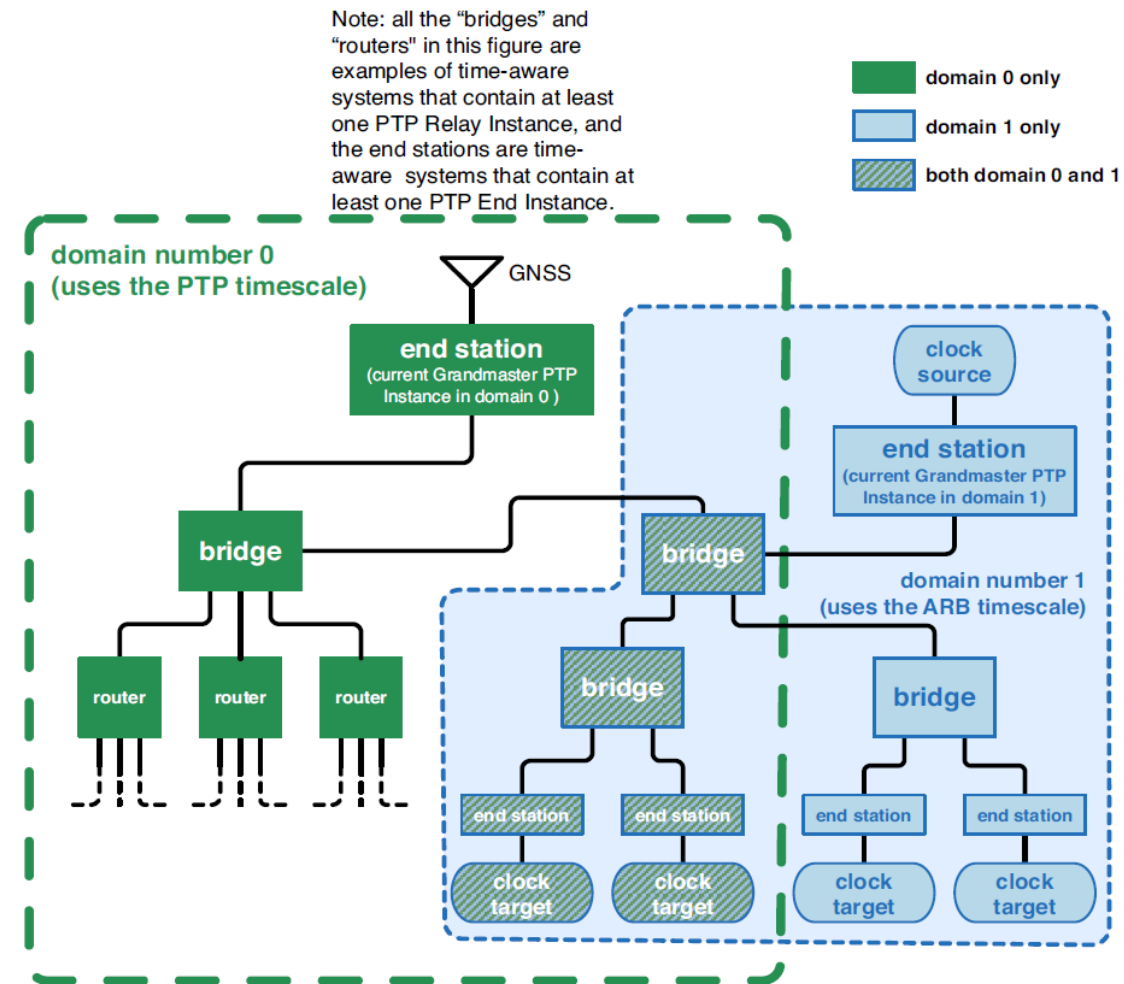 Note: all the “bridges” and
“routers" in this figure are
examples of time-aware
systems that contain at least
one PTP Relay Instance, and
the end stations are time-
aware systems that contain at
least one PTP End Instance.
domain 0 only
domain 1 only
both domain 0 and 1
domain number 0
(uses the PTP timescale)
GNSS
end station
(current Grandmaster PTP
Instance in domain 0 )
clock
source
end station
(current Grandmaster PTP
Instance in domain 1)
bridge
bridge
domain number 1
(uses the ARB timescale)
router
router
router
bridge
bridge
end station
end station
end station
end station
clock
target
clock
target
clock
target
clock
target